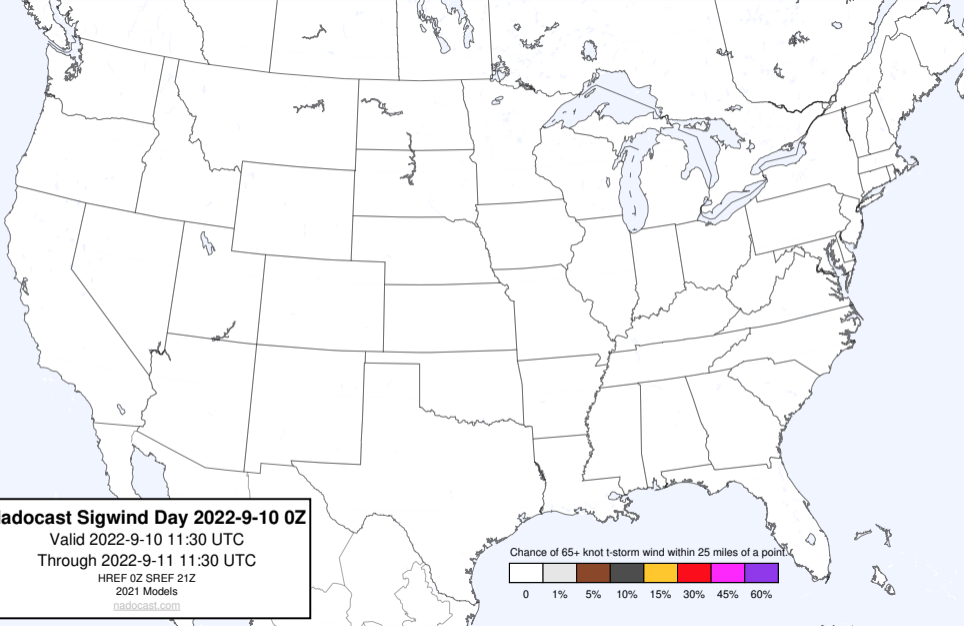 adocast Sigwind Day 2022-9-10 0Z
Valid 2022-9-10 11:30 UTC
Through 2022-9-11 11:30 UTC
HREF 0Z SREF 21Z
2021 Models
nadocast.com
Chance of 65+ knot t-storm wind within 25 miles of a point.
0 1% 5% 10% 15% 30% 45% 60%